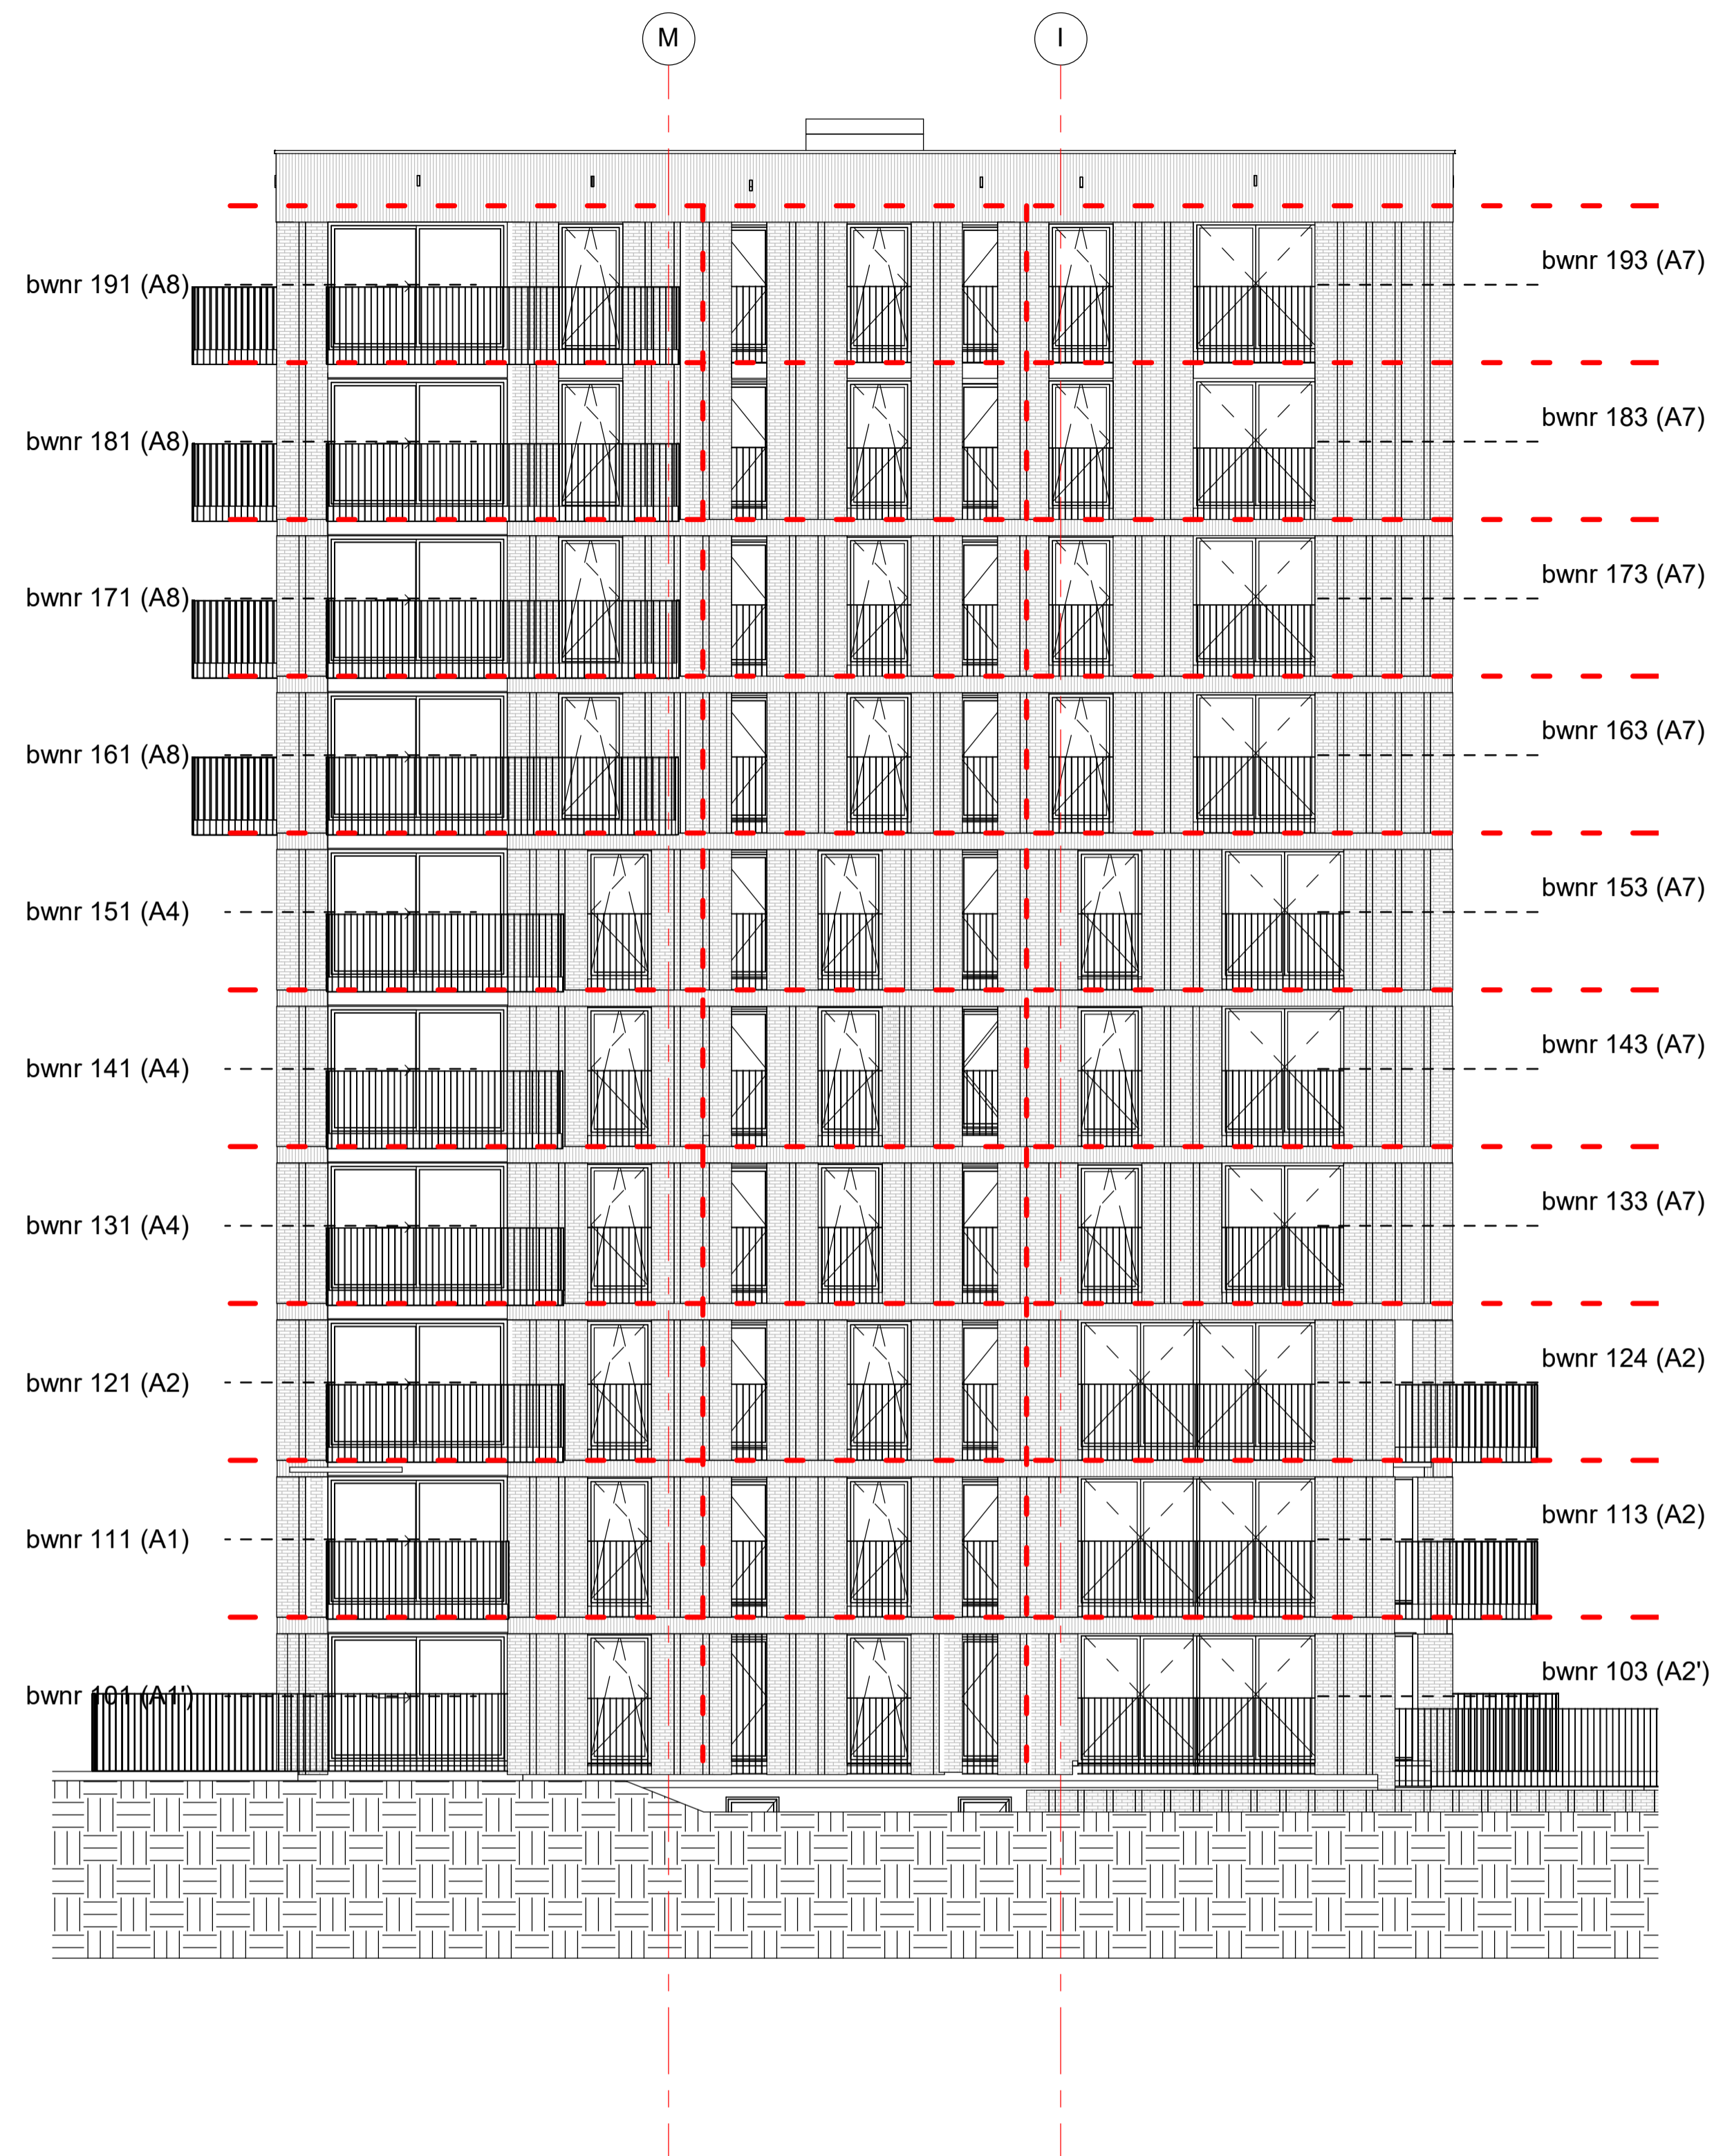 M I
bwnr 191 (A8) bwnr 193 (A7)
bwnr 181 (A8) bwnr 183 (A7)
bwnr 171 (A8) bwnr 173 (A7)
bwnr 161 (A8) bwnr 163 (A7)
bwnr 151 (A4) bwnr 153 (A7)
bwnr 141 (A4) bwnr 143 (A7)
bwnr 131 (A4) bwnr 133 (A7)
bwnr 121 (A2) bwnr 124 (A2)
bwnr 111 (A1) bwnr 113 (A2)
bwnr 101 (A1') bwnr 103 (A2')